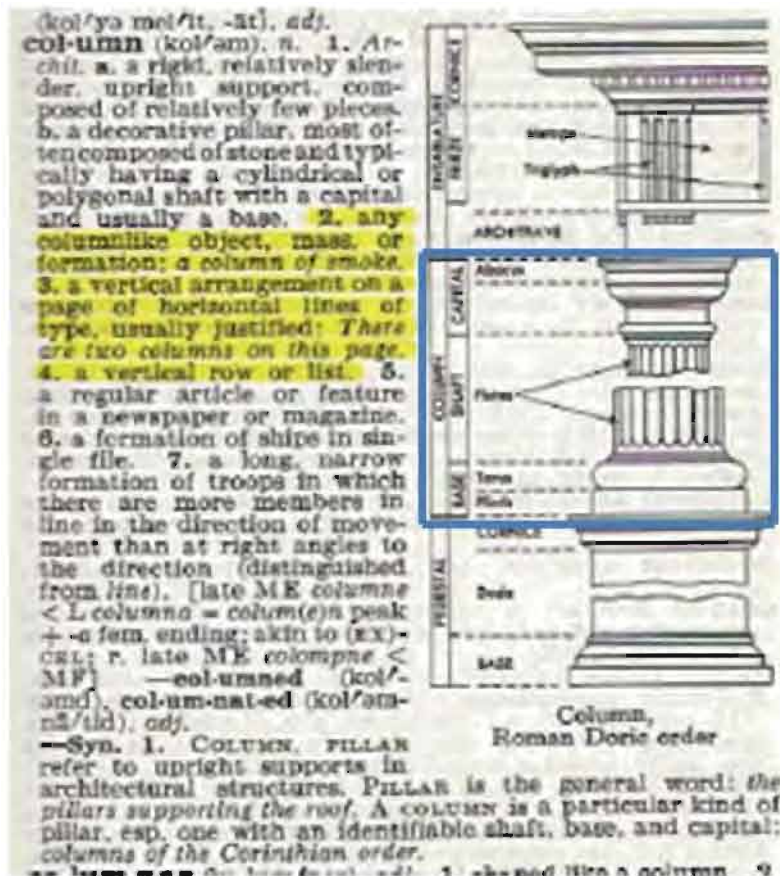 (kol′yə mel′it, -āt), adj.
col·umn (kol′əm), n. 1. Ar-
chit. a. a rigid, relatively slen-
der, upright support, com-
posed of relatively few pieces.
b. a decorative pillar, most of-
ten composed of stone and typi-
cally having a cylindrical or
polygonal shaft with a capital
and usually a base. 2. any
columnlike object, mass, or
formation: a column of smoke.
3. a vertical arrangement on a
page of horizontal lines of
type, usually justified: There
are two columns on this page.
4. a vertical row or list. 5.
a regular article or feature
in a newspaper or magazine.
6. a formation of ships in sin-
gle file. 7. a long, narrow
formation of troops in which
there are more members in
line in the direction of move-
ment than at right angles to
the direction (distinguished
from line). [late ME columne
< L columna = colum(e)n peak
+ -a fem. ending; akin to (EX)-
CEL; r. late ME colompne <
MF] —col·umned (kol′-
əmd), col·um·nat·ed (kol′əm-
nā′tid), adj.
—Syn. 1. COLUMN, PILLAR
refer to upright supports in
architectural structures. PILLAR is the general word: the
pillars supporting the roof. A COLUMN is a particular kind of
pillar, esp. one with an identifiable shaft, base, and capital:
columns of the Corinthian order.
1. shaped like a column. 2.
ENTABLATURE
CORNICE
FRIEZE
Metope
Triglyph
ARCHITRAVE
COLUMN
CAPITAL
Abacus
SHAFT
Flutes
BASE
Torus
Plinth
PEDESTAL
CORNICE
Dado
BASE
Column,
Roman Doric order